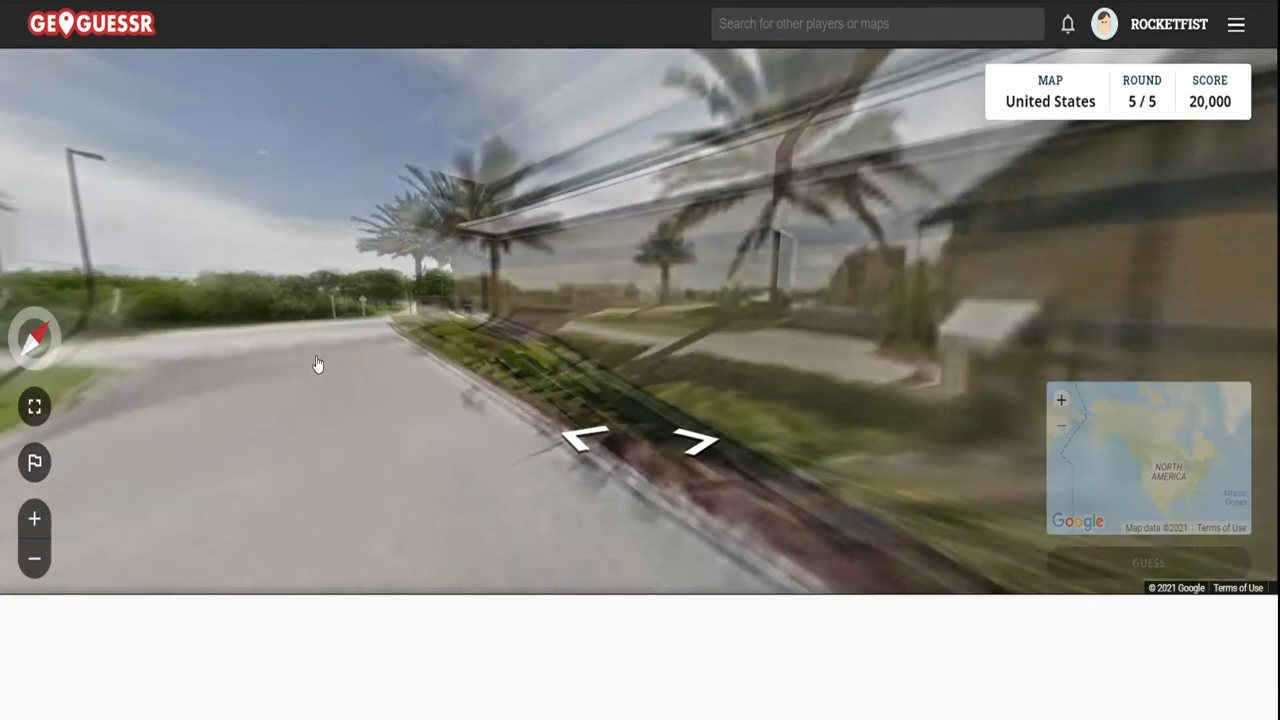 GEOGUESSR
Search for other players or maps
ROCKETFIST
MAP
United States
ROUND
5 / 5
SCORE
20,000
+
−
+
−
NORTH
AMERICA
Atlantic
Ocean
Google
Map data ©2021
Terms of Use
GUESS
© 2021 Google
Terms of Use